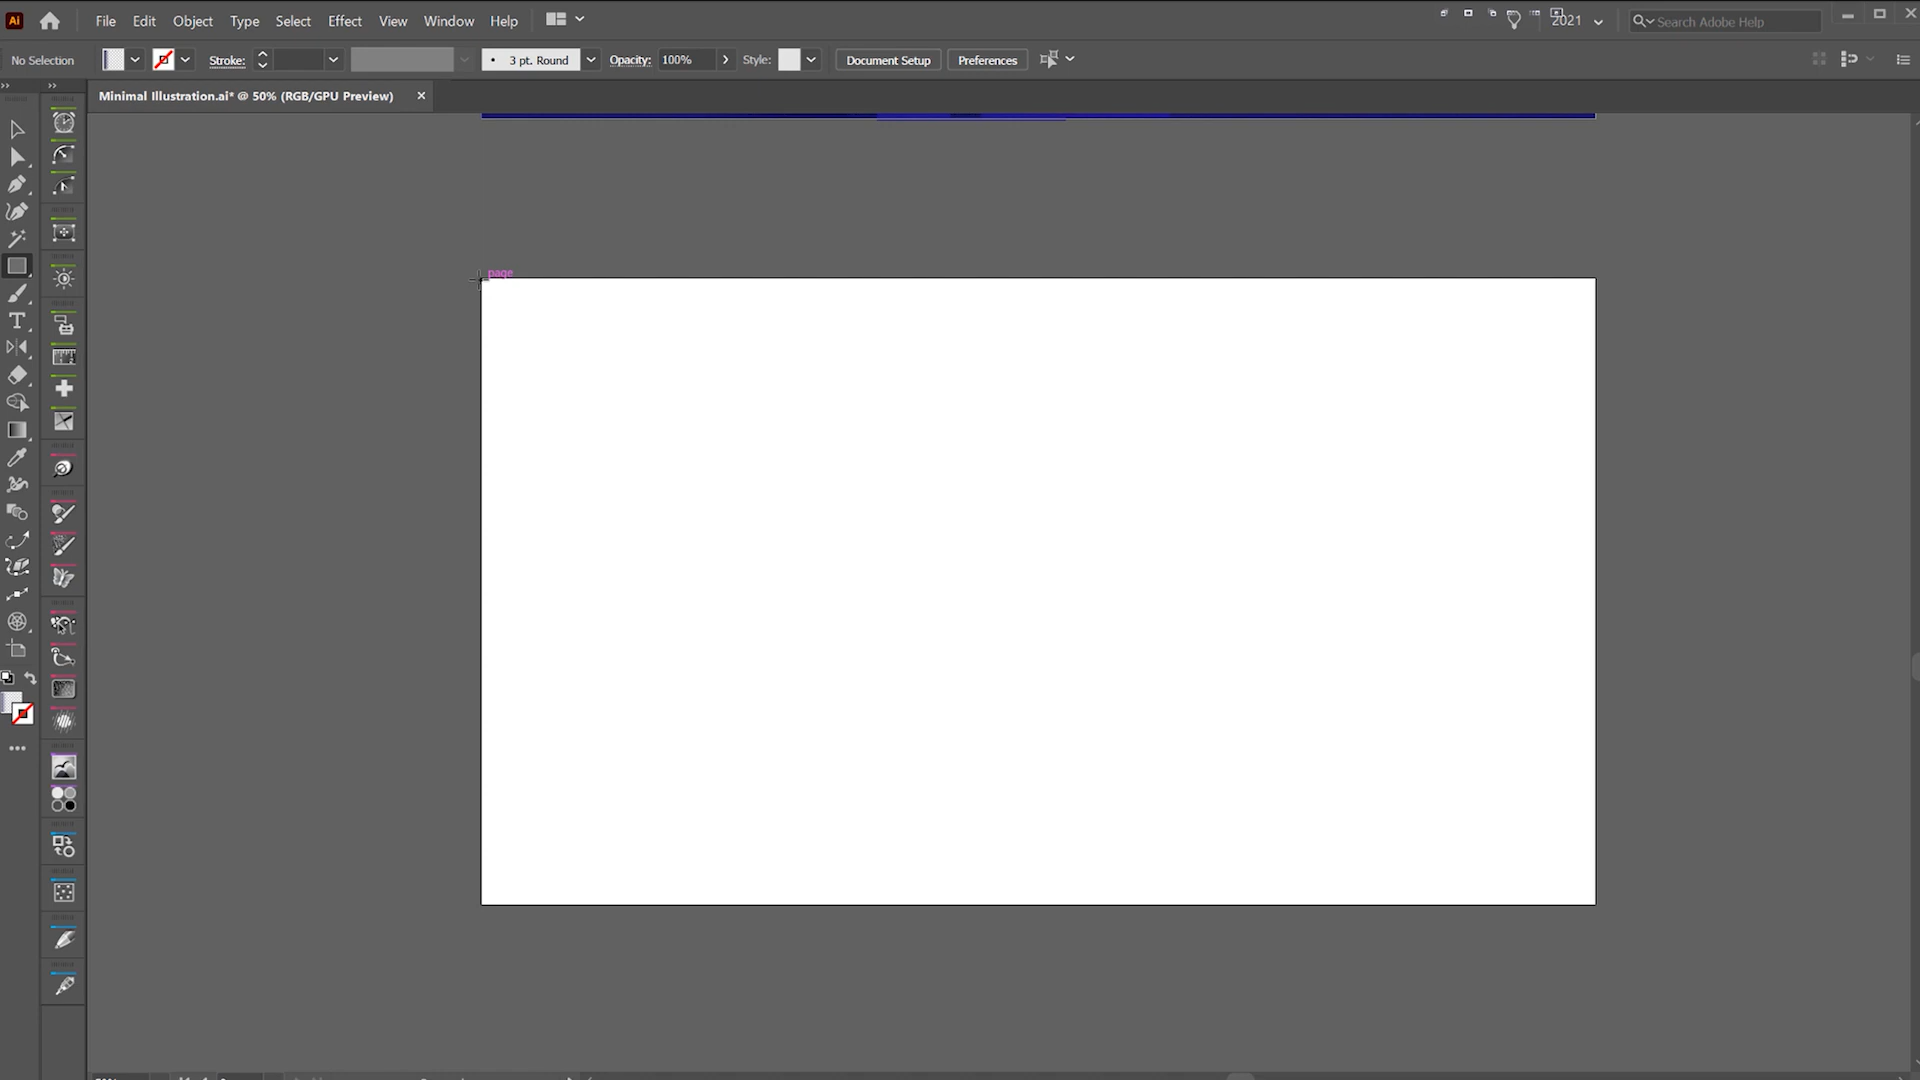 Ai File Edit Object Type Select Effect View Window Help 2021 Search Adobe Help
No Selection Stroke: 3 pt. Round Opacity: 100% Style: Document Setup Preferences
Minimal Illustration.ai* @ 50% (RGB/GPU Preview)
page